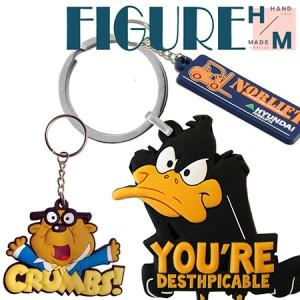 FIGURE
H/M
HAND
MADE
NORLIFT
HYUNDAI
CRUMBS!
YOU'RE
DESTHPICABLE